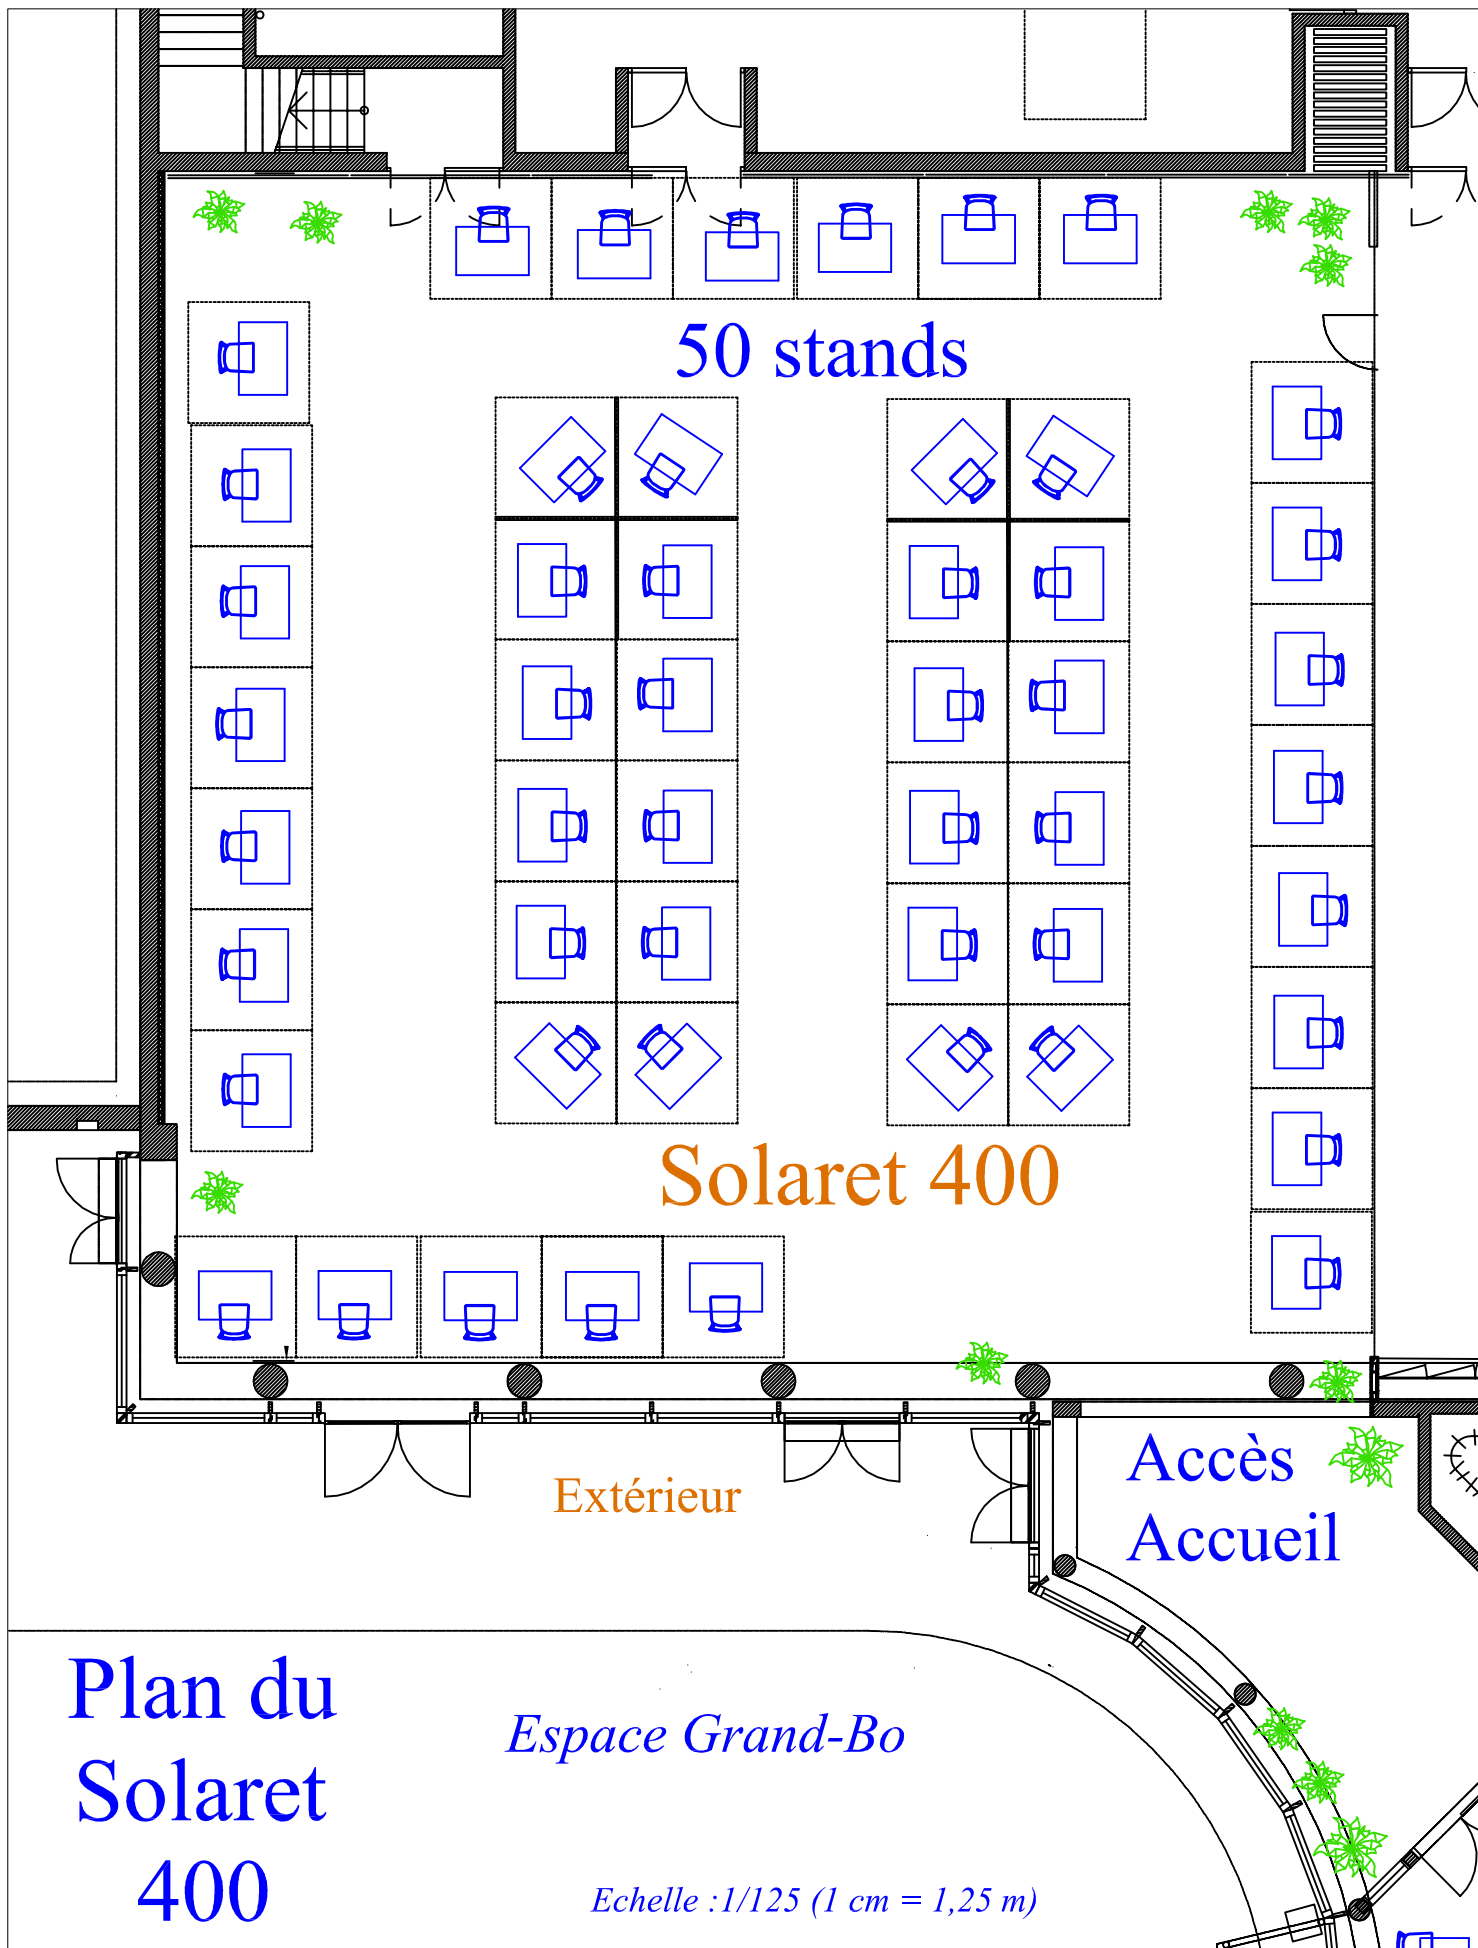 50 stands
Solaret 400
Extérieur
Accès
Accueil
Plan du
Solaret
400
Espace Grand-Bo
Echelle :1/125 (1 cm = 1,25 m)